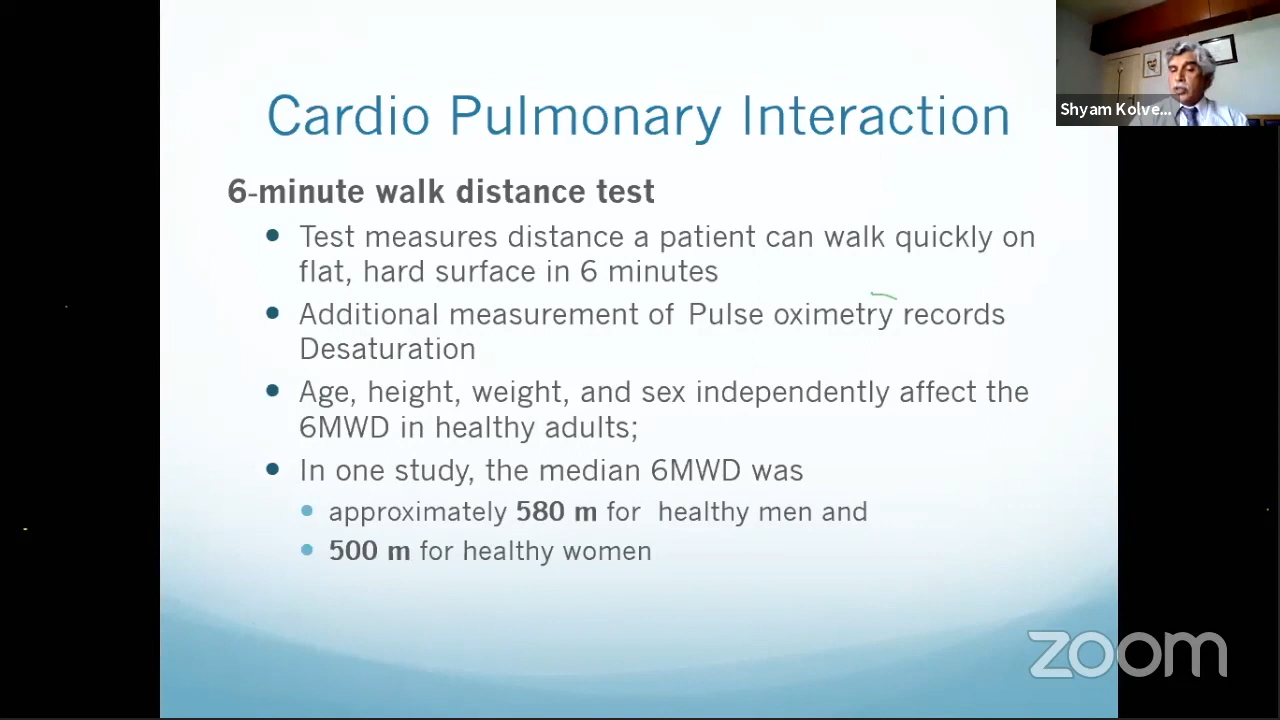 Cardio Pulmonary Interaction
Shyam Kolve...
6-minute walk distance test
Test measures distance a patient can walk quickly on
flat, hard surface in 6 minutes
Additional measurement of Pulse oximetry records
Desaturation
Age, height, weight, and sex independently affect the
6MWD in healthy adults;
In one study, the median 6MWD was
approximately 580 m for healthy men and
500 m for healthy women
zoom